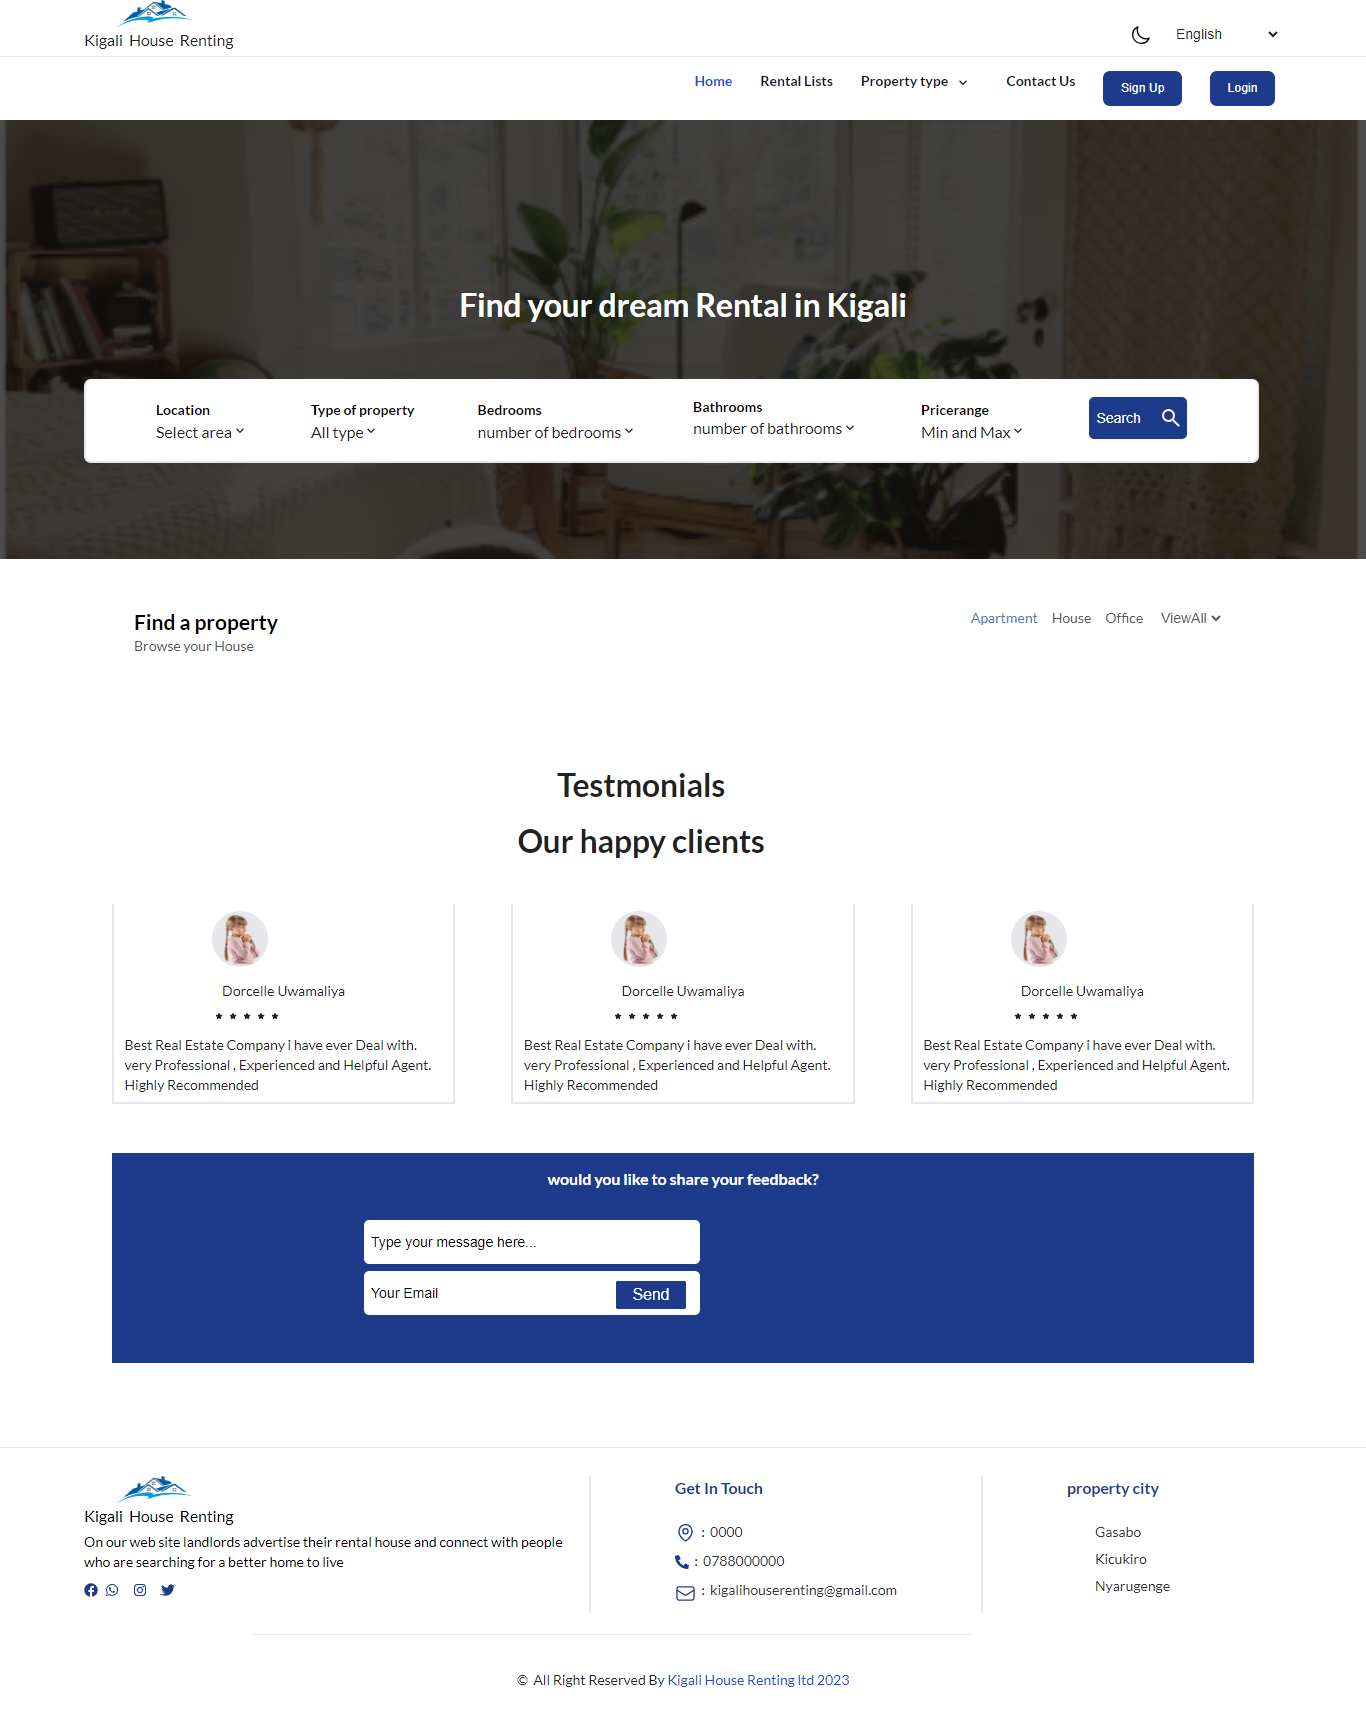 Kigali House Renting
English
Home Rental Lists Property type Contact Us Sign Up Login
Find your dream Rental in Kigali
Location Type of property Bedrooms Bathrooms Pricerange
Select area All type number of bedrooms number of bathrooms Min and Max Search
Find a property
Browse your House
Apartment House Office ViewAll
Testmonials
Our happy clients
Dorcelle Uwamaliya
Best Real Estate Company i have ever Deal with.
very Professional , Experienced and Helpful Agent.
Highly Recommended
Dorcelle Uwamaliya
Best Real Estate Company i have ever Deal with.
very Professional , Experienced and Helpful Agent.
Highly Recommended
Dorcelle Uwamaliya
Best Real Estate Company i have ever Deal with.
very Professional , Experienced and Helpful Agent.
Highly Recommended
would you like to share your feedback?
Type your message here...
Your Email Send
Kigali House Renting
On our web site landlords advertise their rental house and connect with people
who are searching for a better home to live
Get In Touch
: 0000
: 0788000000
: kigalihouserenting@gmail.com
property city
Gasabo
Kicukiro
Nyarugenge
© All Right Reserved By Kigali House Renting ltd 2023